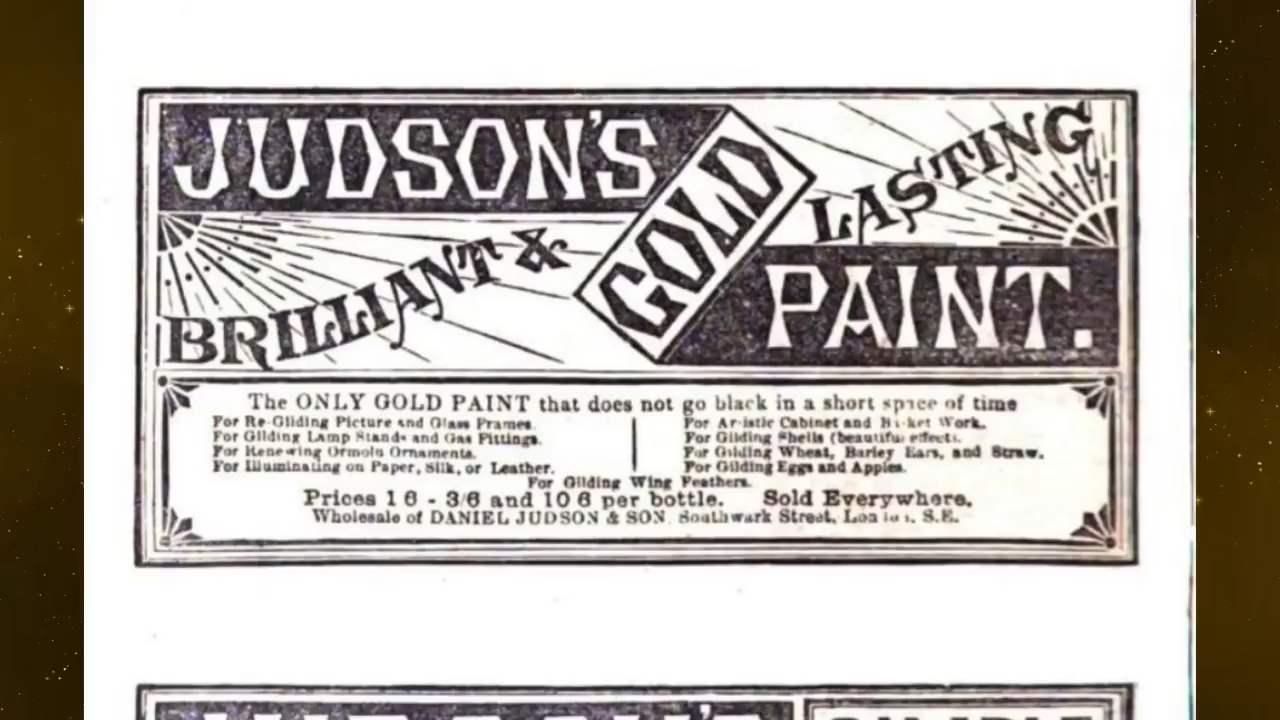 JUDSON'S
GOLD
LASTING
BRILLIANT &
PAINT.
The ONLY GOLD PAINT that does not go black in a short space of time
For Re-Gilding Picture and Glass Frames.
For Gilding Lamp Stands and Gas Fittings.
For Renewing Ormolu Ornaments.
For Illuminating on Paper, Silk, or Leather.
For Artistic Cabinet and Basket Work.
For Gilding Shells (beautiful effect).
For Gilding Wheat, Barley Ears, and Straw.
For Gilding Eggs and Apples.
For Gilding Wing Feathers.
Prices 1 6 - 3/6 and 10 6 per bottle. Sold Everywhere.
Wholesale of DANIEL JUDSON & SON, Southwark Street, London, S.E.